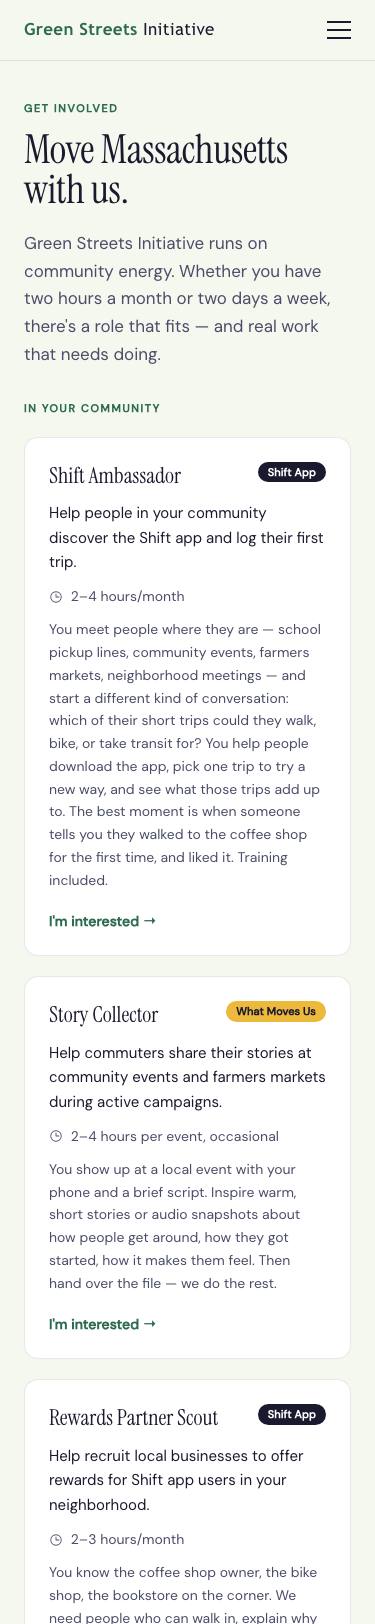 Green Streets Initiative
GET INVOLVED
Move Massachusetts
with us.
Green Streets Initiative runs on
community energy. Whether you have
two hours a month or two days a week,
there's a role that fits — and real work
that needs doing.
IN YOUR COMMUNITY
Shift Ambassador
Shift App
Help people in your community
discover the Shift app and log their first
trip.
2–4 hours/month
You meet people where they are — school
pickup lines, community events, farmers
markets, neighborhood meetings — and
start a different kind of conversation:
which of their short trips could they walk,
bike, or take transit for? You help people
download the app, pick one trip to try a
new way, and see what those trips add up
to. The best moment is when someone
tells you they walked to the coffee shop
for the first time, and liked it. Training
included.
I'm interested →
Story Collector
What Moves Us
Help commuters share their stories at
community events and farmers markets
during active campaigns.
2–4 hours per event, occasional
You show up at a local event with your
phone and a brief script. Inspire warm,
short stories or audio snapshots about
how people get around, how they got
started, how it makes them feel. Then
hand over the file — we do the rest.
I'm interested →
Rewards Partner Scout
Shift App
Help recruit local businesses to offer
rewards for Shift app users in your
neighborhood.
2–3 hours/month
You know the coffee shop owner, the bike
shop, the bookstore on the corner. We
need people who can walk in, explain why